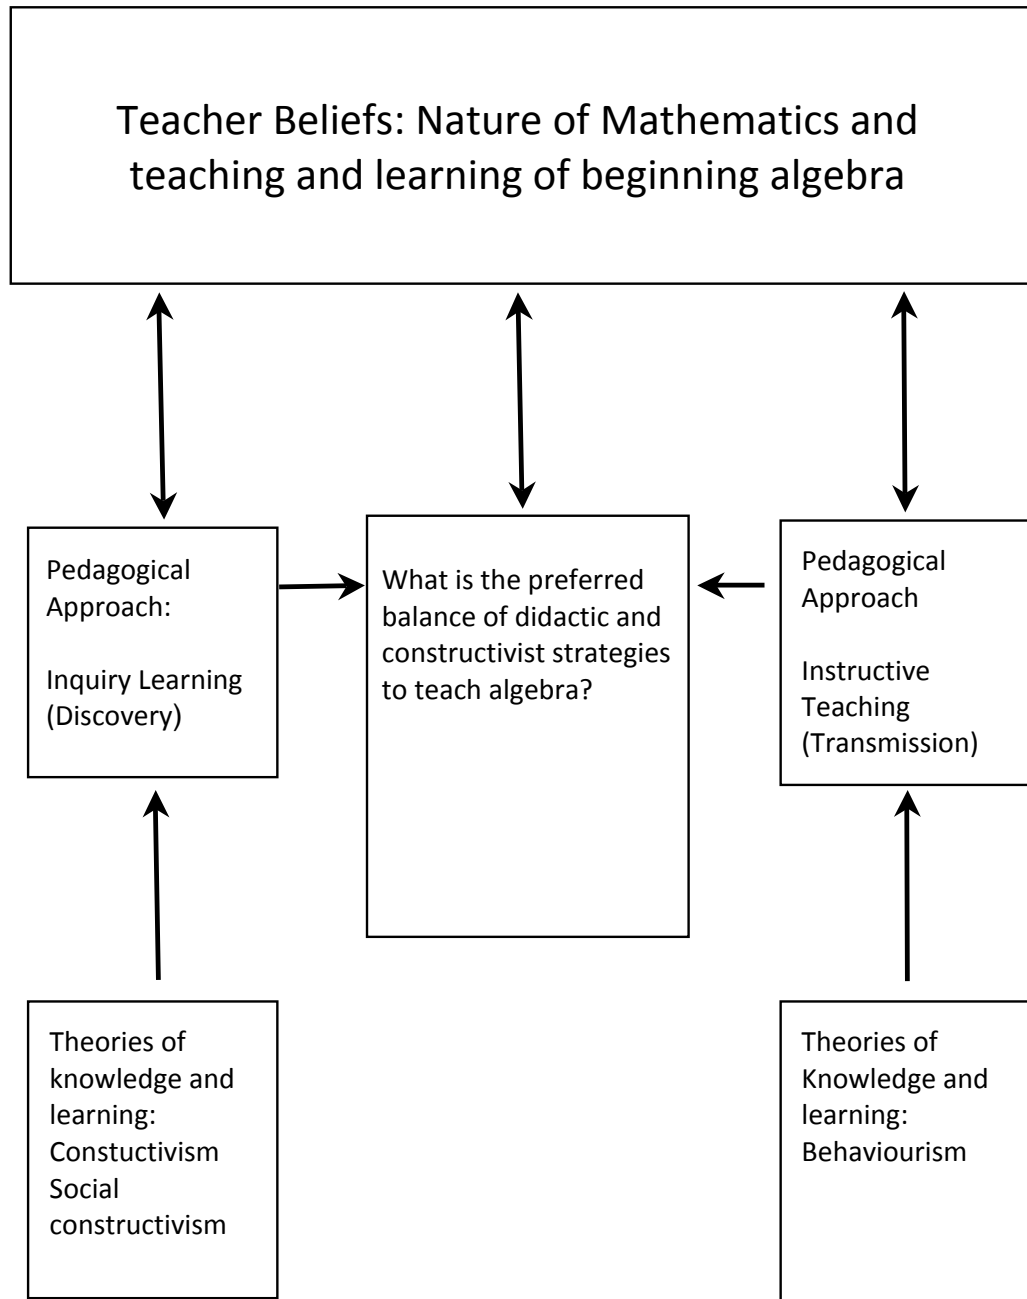 Teacher Beliefs: Nature of Mathematics and
teaching and learning of beginning algebra
Pedagogical
Approach:
Inquiry Learning
(Discovery)
What is the preferred
balance of didactic and
constructivist strategies
to teach algebra?
Pedagogical
Approach
Instructive
Teaching
(Transmission)
Theories of
knowledge and
learning:
Constuctivism
Social
constructivism
Theories of
Knowledge and
learning:
Behaviourism